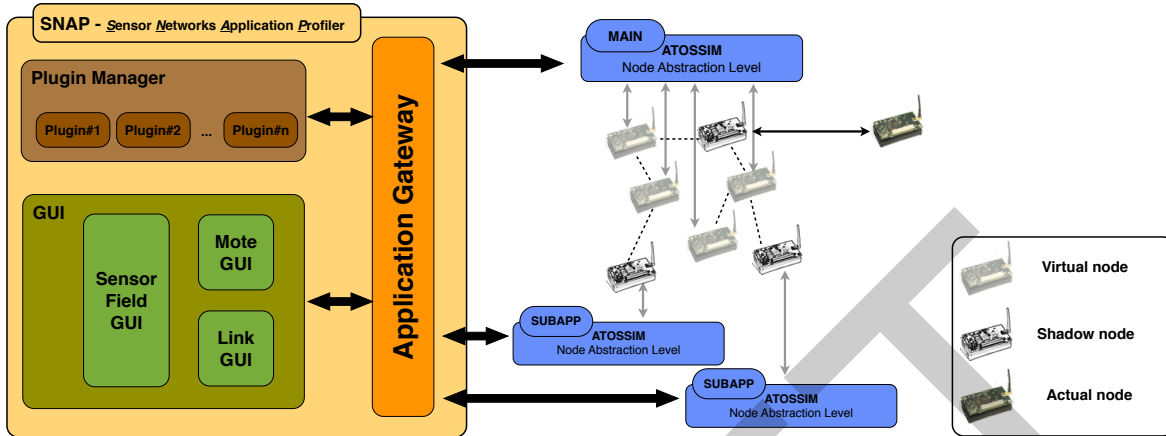 SNAP - Sensor Networks Application Profiler
Plugin Manager
Plugin#1 Plugin#2 ... Plugin#n
GUI
Sensor
Field
GUI
Mote
GUI
Link
GUI
Application Gateway
MAIN
ATOSSIM
Node Abstraction Level
SUBAPP
ATOSSIM
Node Abstraction Level
SUBAPP
ATOSSIM
Node Abstraction Level
Virtual node
Shadow node
Actual node